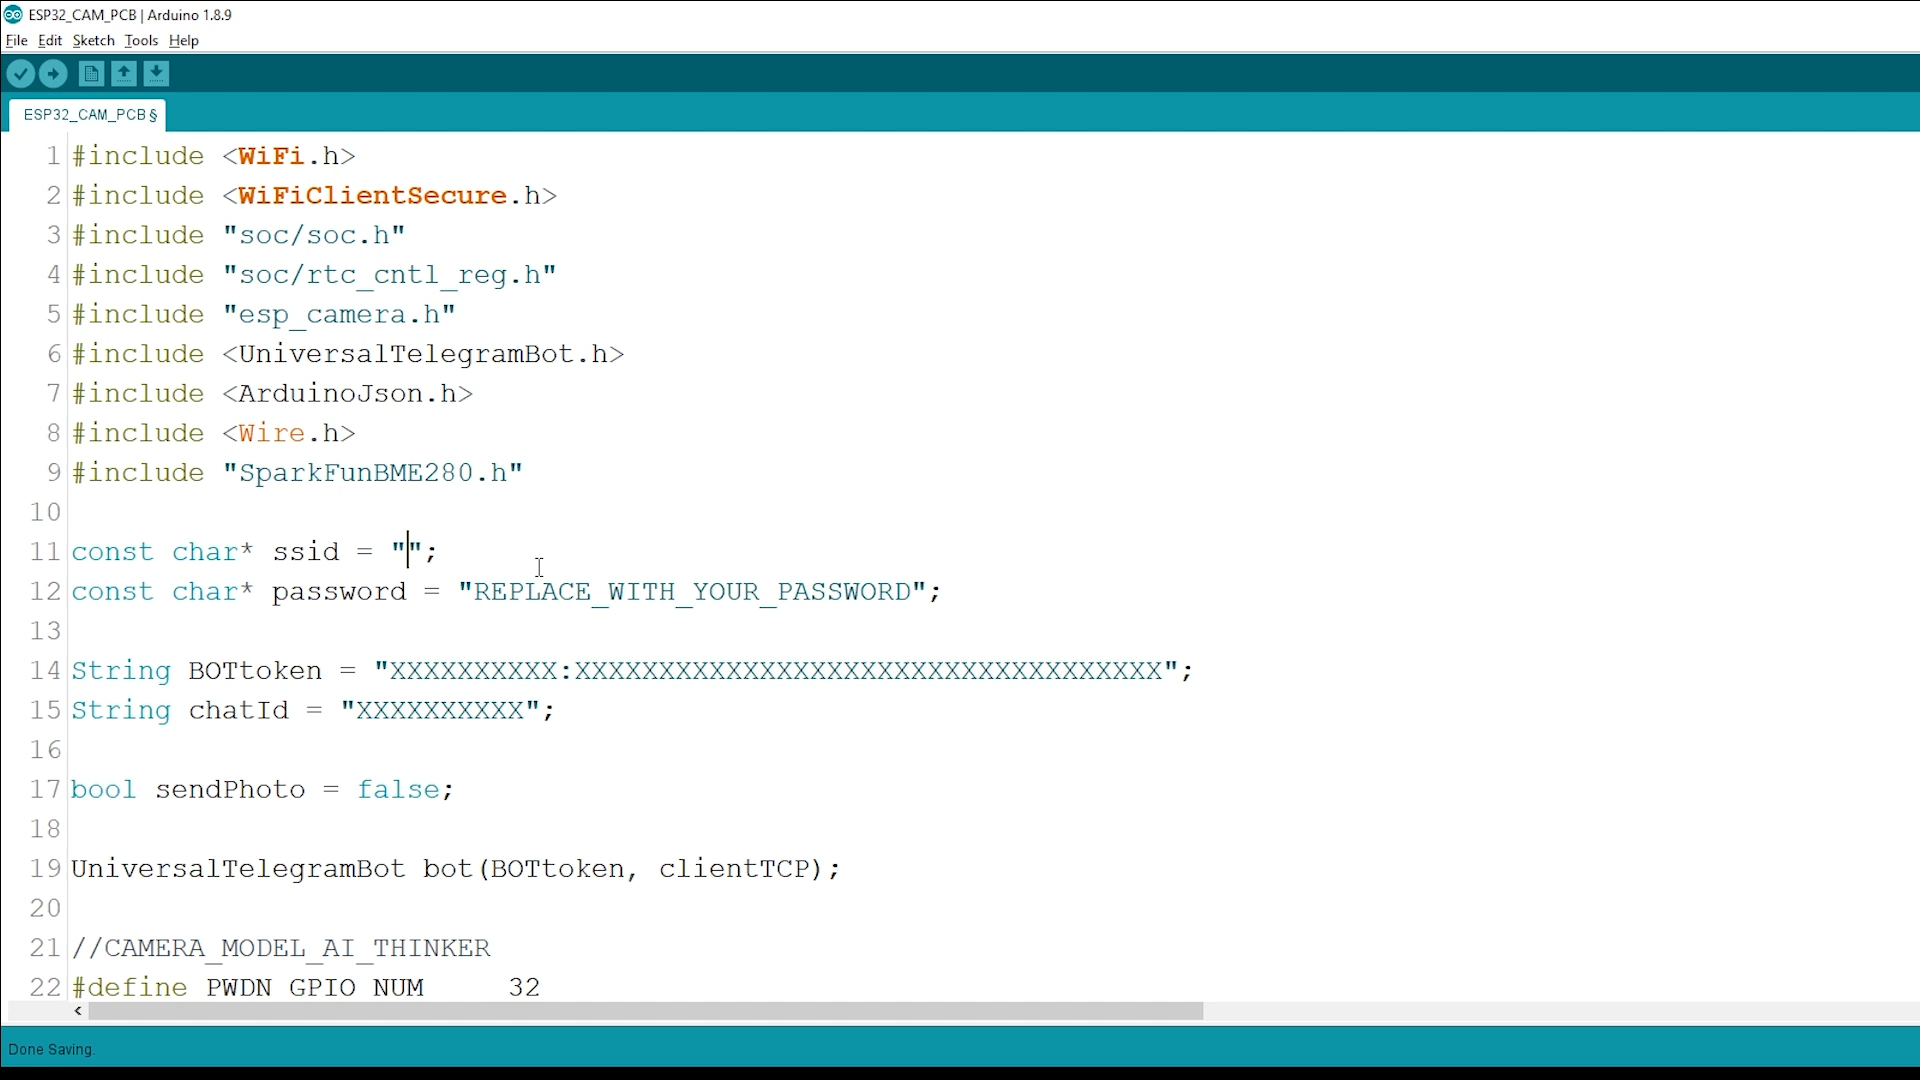 ESP32_CAM_PCB | Arduino 1.8.9
File Edit Sketch Tools Help
ESP32_CAM_PCB §
1 #include <WiFi.h>
2 #include <WiFiClientSecure.h>
3 #include "soc/soc.h"
4 #include "soc/rtc_cntl_reg.h"
5 #include "esp_camera.h"
6 #include <UniversalTelegramBot.h>
7 #include <ArduinoJson.h>
8 #include <Wire.h>
9 #include "SparkFunBME280.h"
10
11 const char* ssid = "";
12 const char* password = "REPLACE_WITH_YOUR_PASSWORD";
13
14 String BOTtoken = "XXXXXXXXXX:XXXXXXXXXXXXXXXXXXXXXXXXXXXXXXXXXXX";
15 String chatId = "XXXXXXXXXX";
16
17 bool sendPhoto = false;
18
19 UniversalTelegramBot bot(BOTtoken, clientTCP);
20
21 //CAMERA_MODEL_AI_THINKER
22 #define PWDN_GPIO_NUM     32
Done Saving.